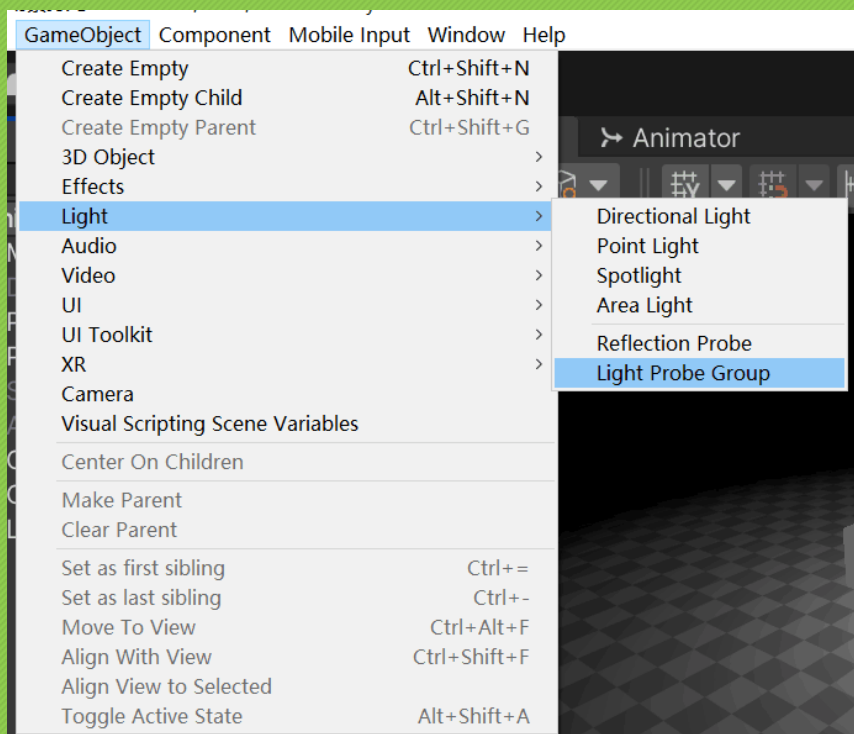 GameObject Component Mobile Input Window Help
Create Empty Ctrl+Shift+N
Create Empty Child Alt+Shift+N
Create Empty Parent Ctrl+Shift+G
3D Object
Effects
Light
Audio
Video
UI
UI Toolkit
XR
Camera
Visual Scripting Scene Variables
Center On Children
Make Parent
Clear Parent
Set as first sibling Ctrl+=
Set as last sibling Ctrl+-
Move To View Ctrl+Alt+F
Align With View Ctrl+Shift+F
Align View to Selected
Toggle Active State Alt+Shift+A
Animator
Directional Light
Point Light
Spotlight
Area Light
Reflection Probe
Light Probe Group